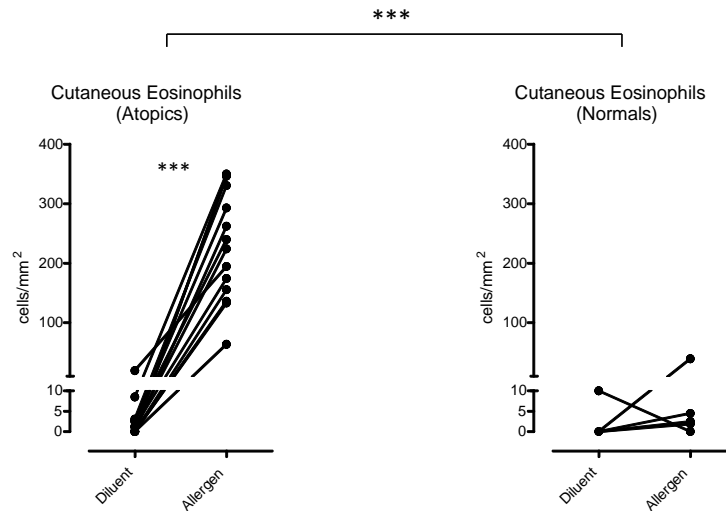 ***
Cutaneous Eosinophils
(Atopics)
400
300
200
100
10
5
0
cells/mm²
***
Diluent
Allergen
Cutaneous Eosinophils
(Normals)
400
300
200
100
10
5
0
cells/mm²
Diluent
Allergen